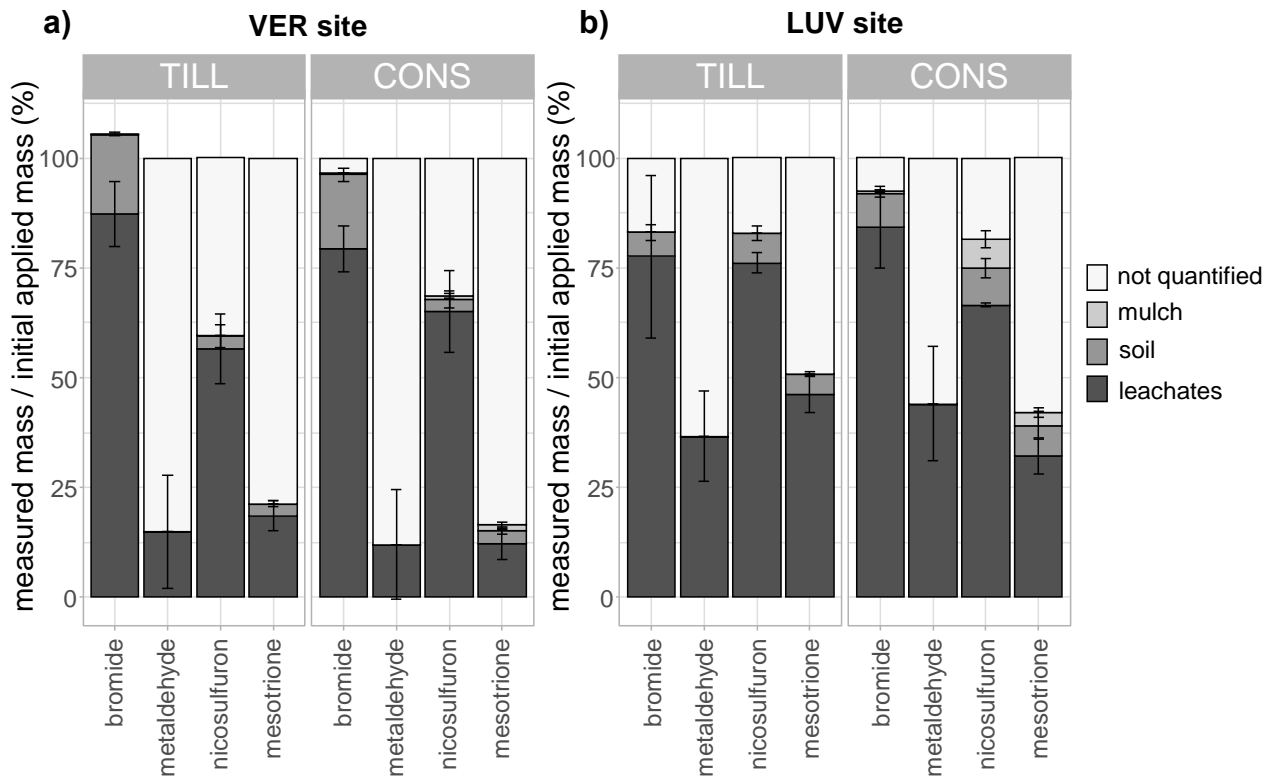 a) VER site
b) LUV site
TILL CONS TILL CONS
measured mass / initial applied mass (%)
100
75
50
25
0
bromide
metaldehyde
nicosulfuron
mesotrione
bromide
metaldehyde
nicosulfuron
mesotrione
measured mass / initial applied mass (%)
100
75
50
25
0
bromide
metaldehyde
nicosulfuron
mesotrione
bromide
metaldehyde
nicosulfuron
mesotrione
not quantified
mulch
soil
leachates